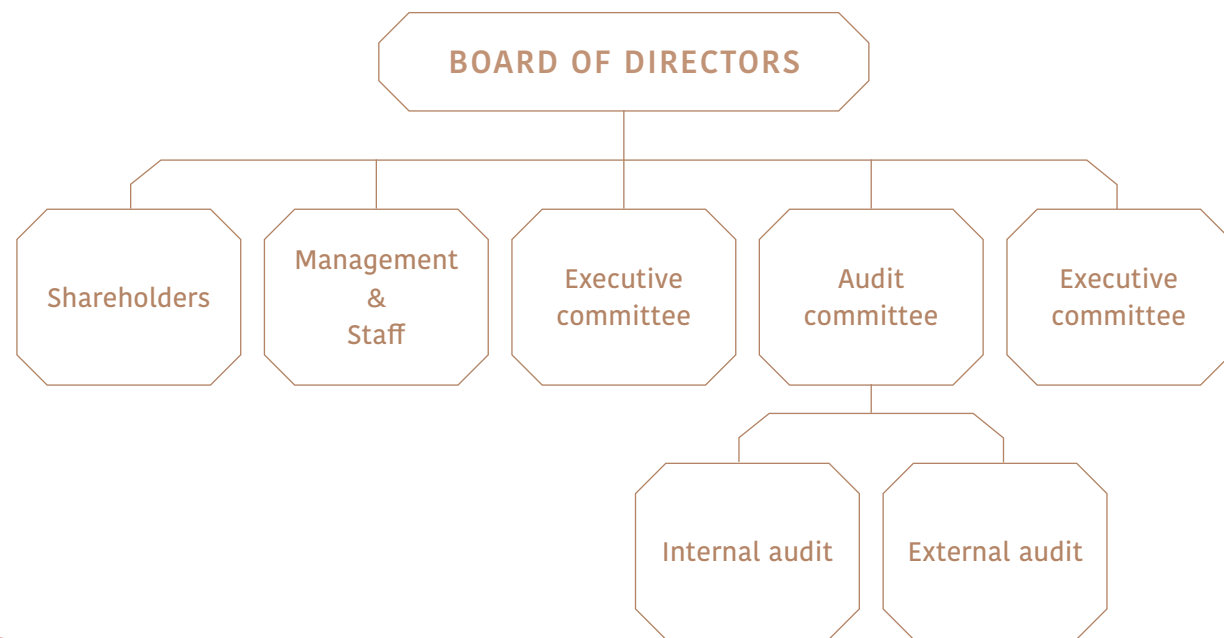 BOARD OF DIRECTORS
Shareholders
Management
&
Staff
Executive
committee
Audit
committee
Executive
committee
Internal audit
External audit